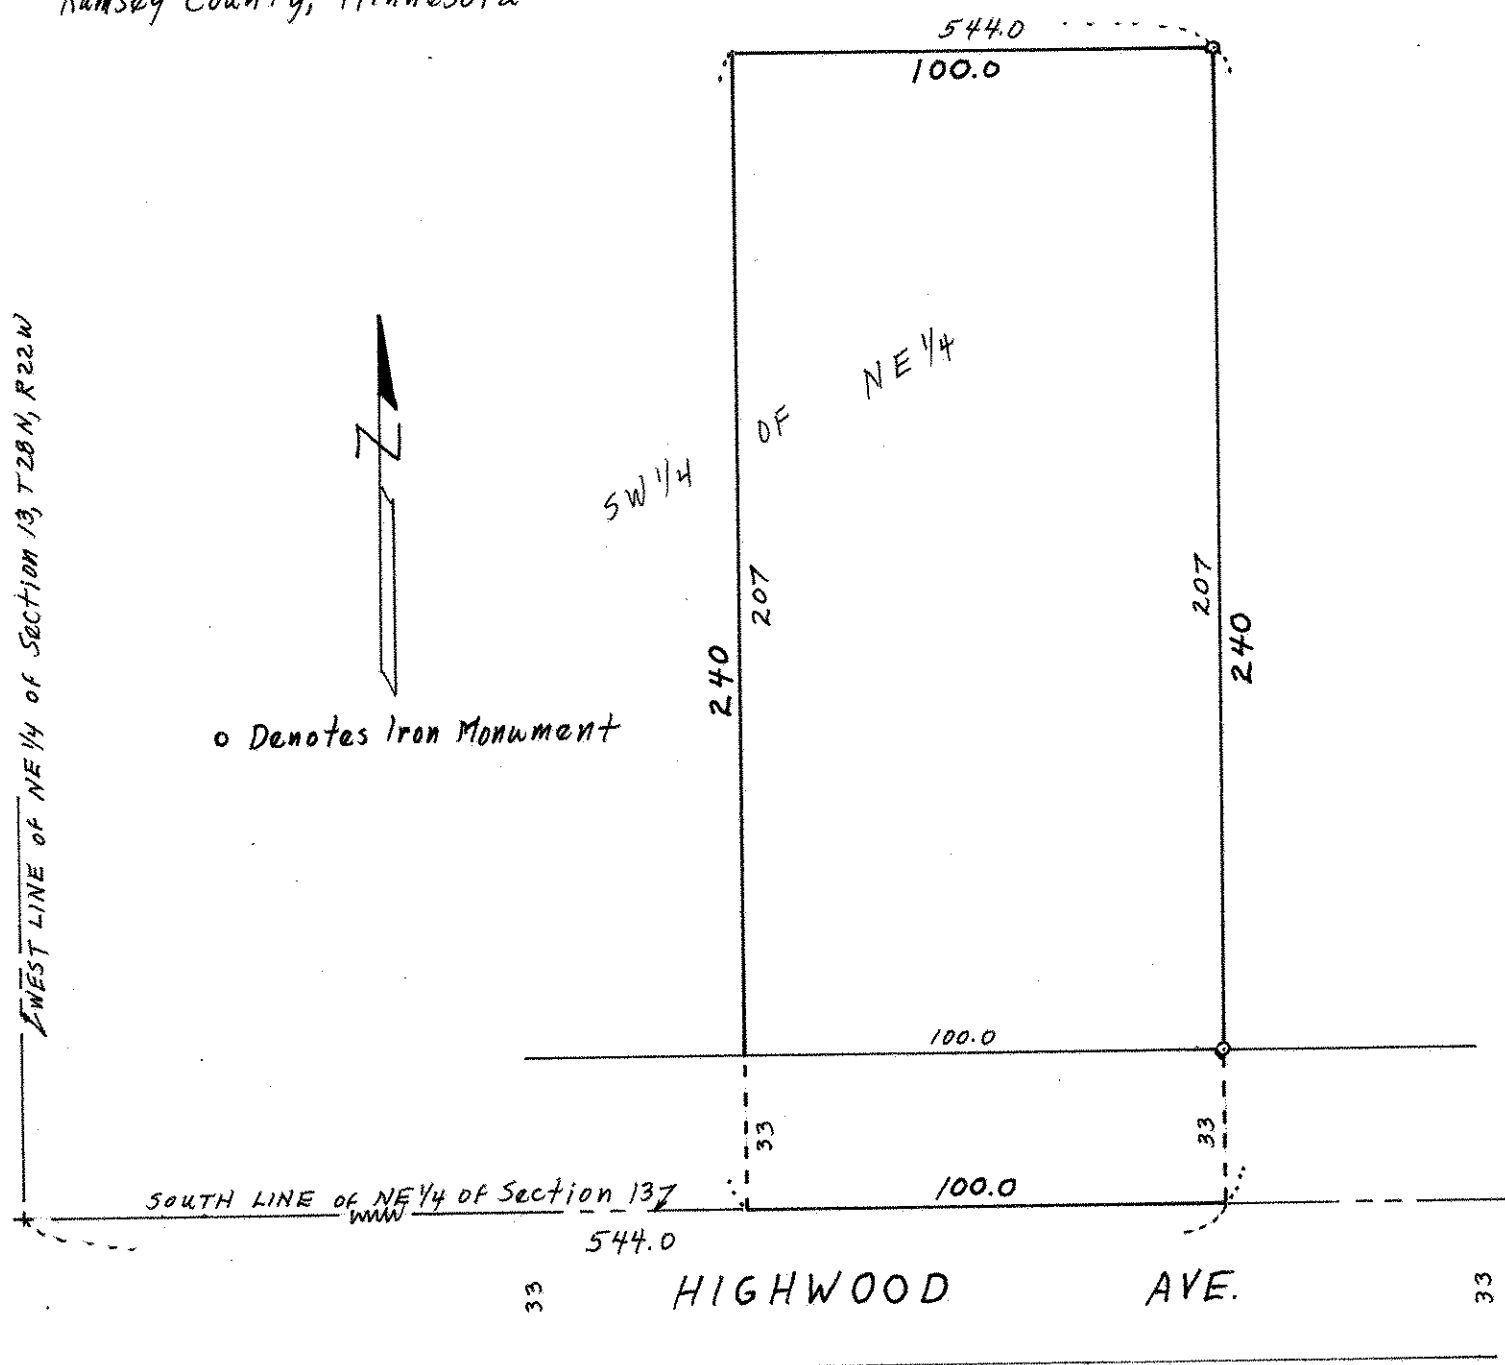 Ramsey County, Minnesota
544.0
100.0
WEST LINE OF NE 1/4 OF Section 13, T28N, R22W
N
SW 1/4 OF NE 1/4
207
240
207
240
o Denotes Iron Monument
100.0
33
33
SOUTH LINE of NE 1/4 OF Section 13
100.0
544.0
33
HIGHWOOD AVE.
33